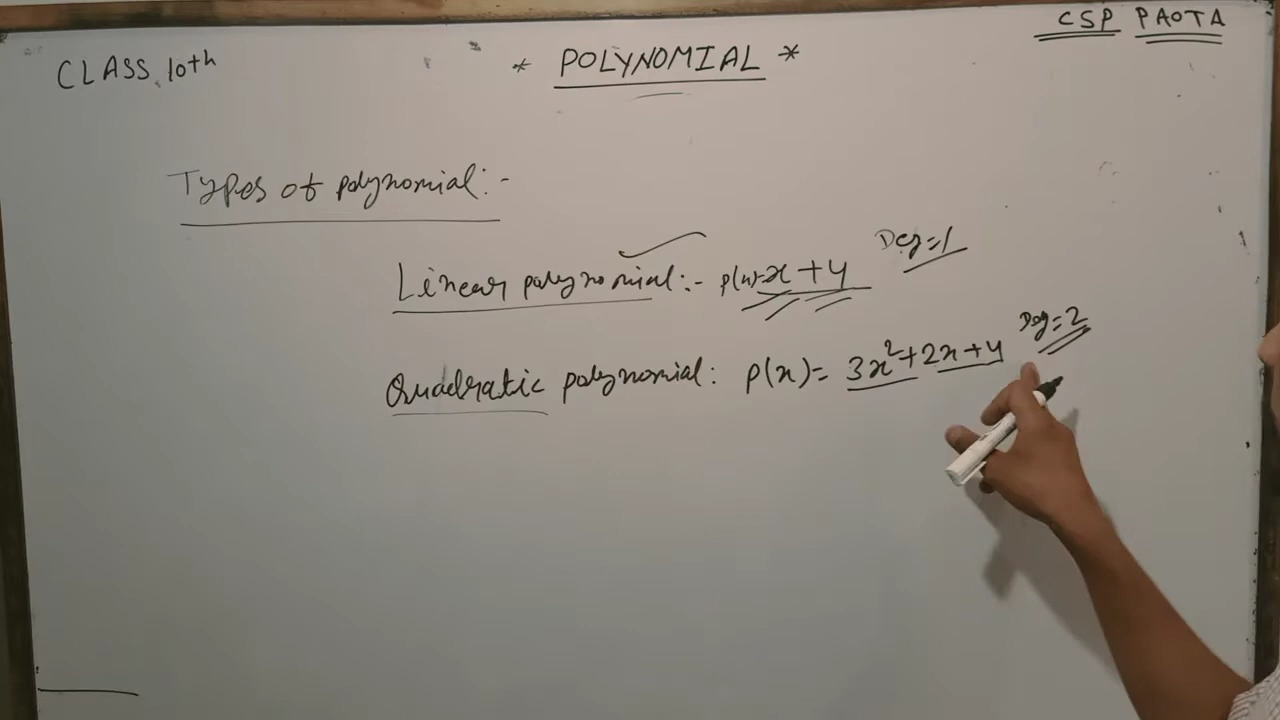 CSP PAOTA
CLASS 10th
* POLYNOMIAL *
Types of polynomial:-
Linear polynomial:- p(x)=x+4 Deg=1
Quadratic polynomial: p(x)= 3x²+2x+4 Deg=2